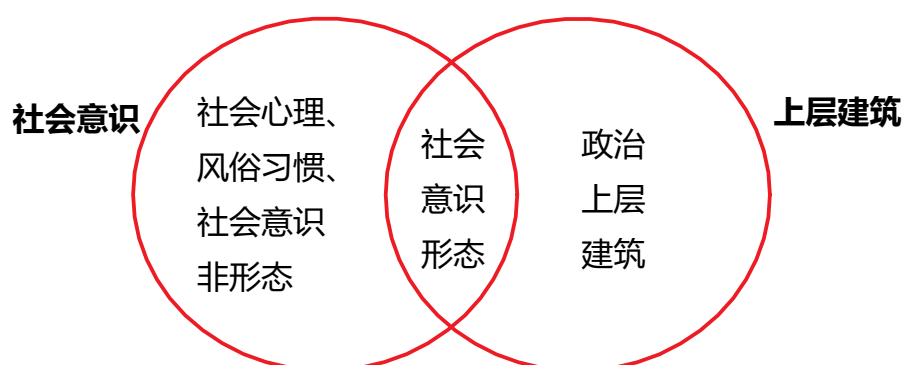 社会意识
社会心理、
风俗习惯、
社会意识
非形态
社会
意识
形态
政治
上层
建筑
上层建筑